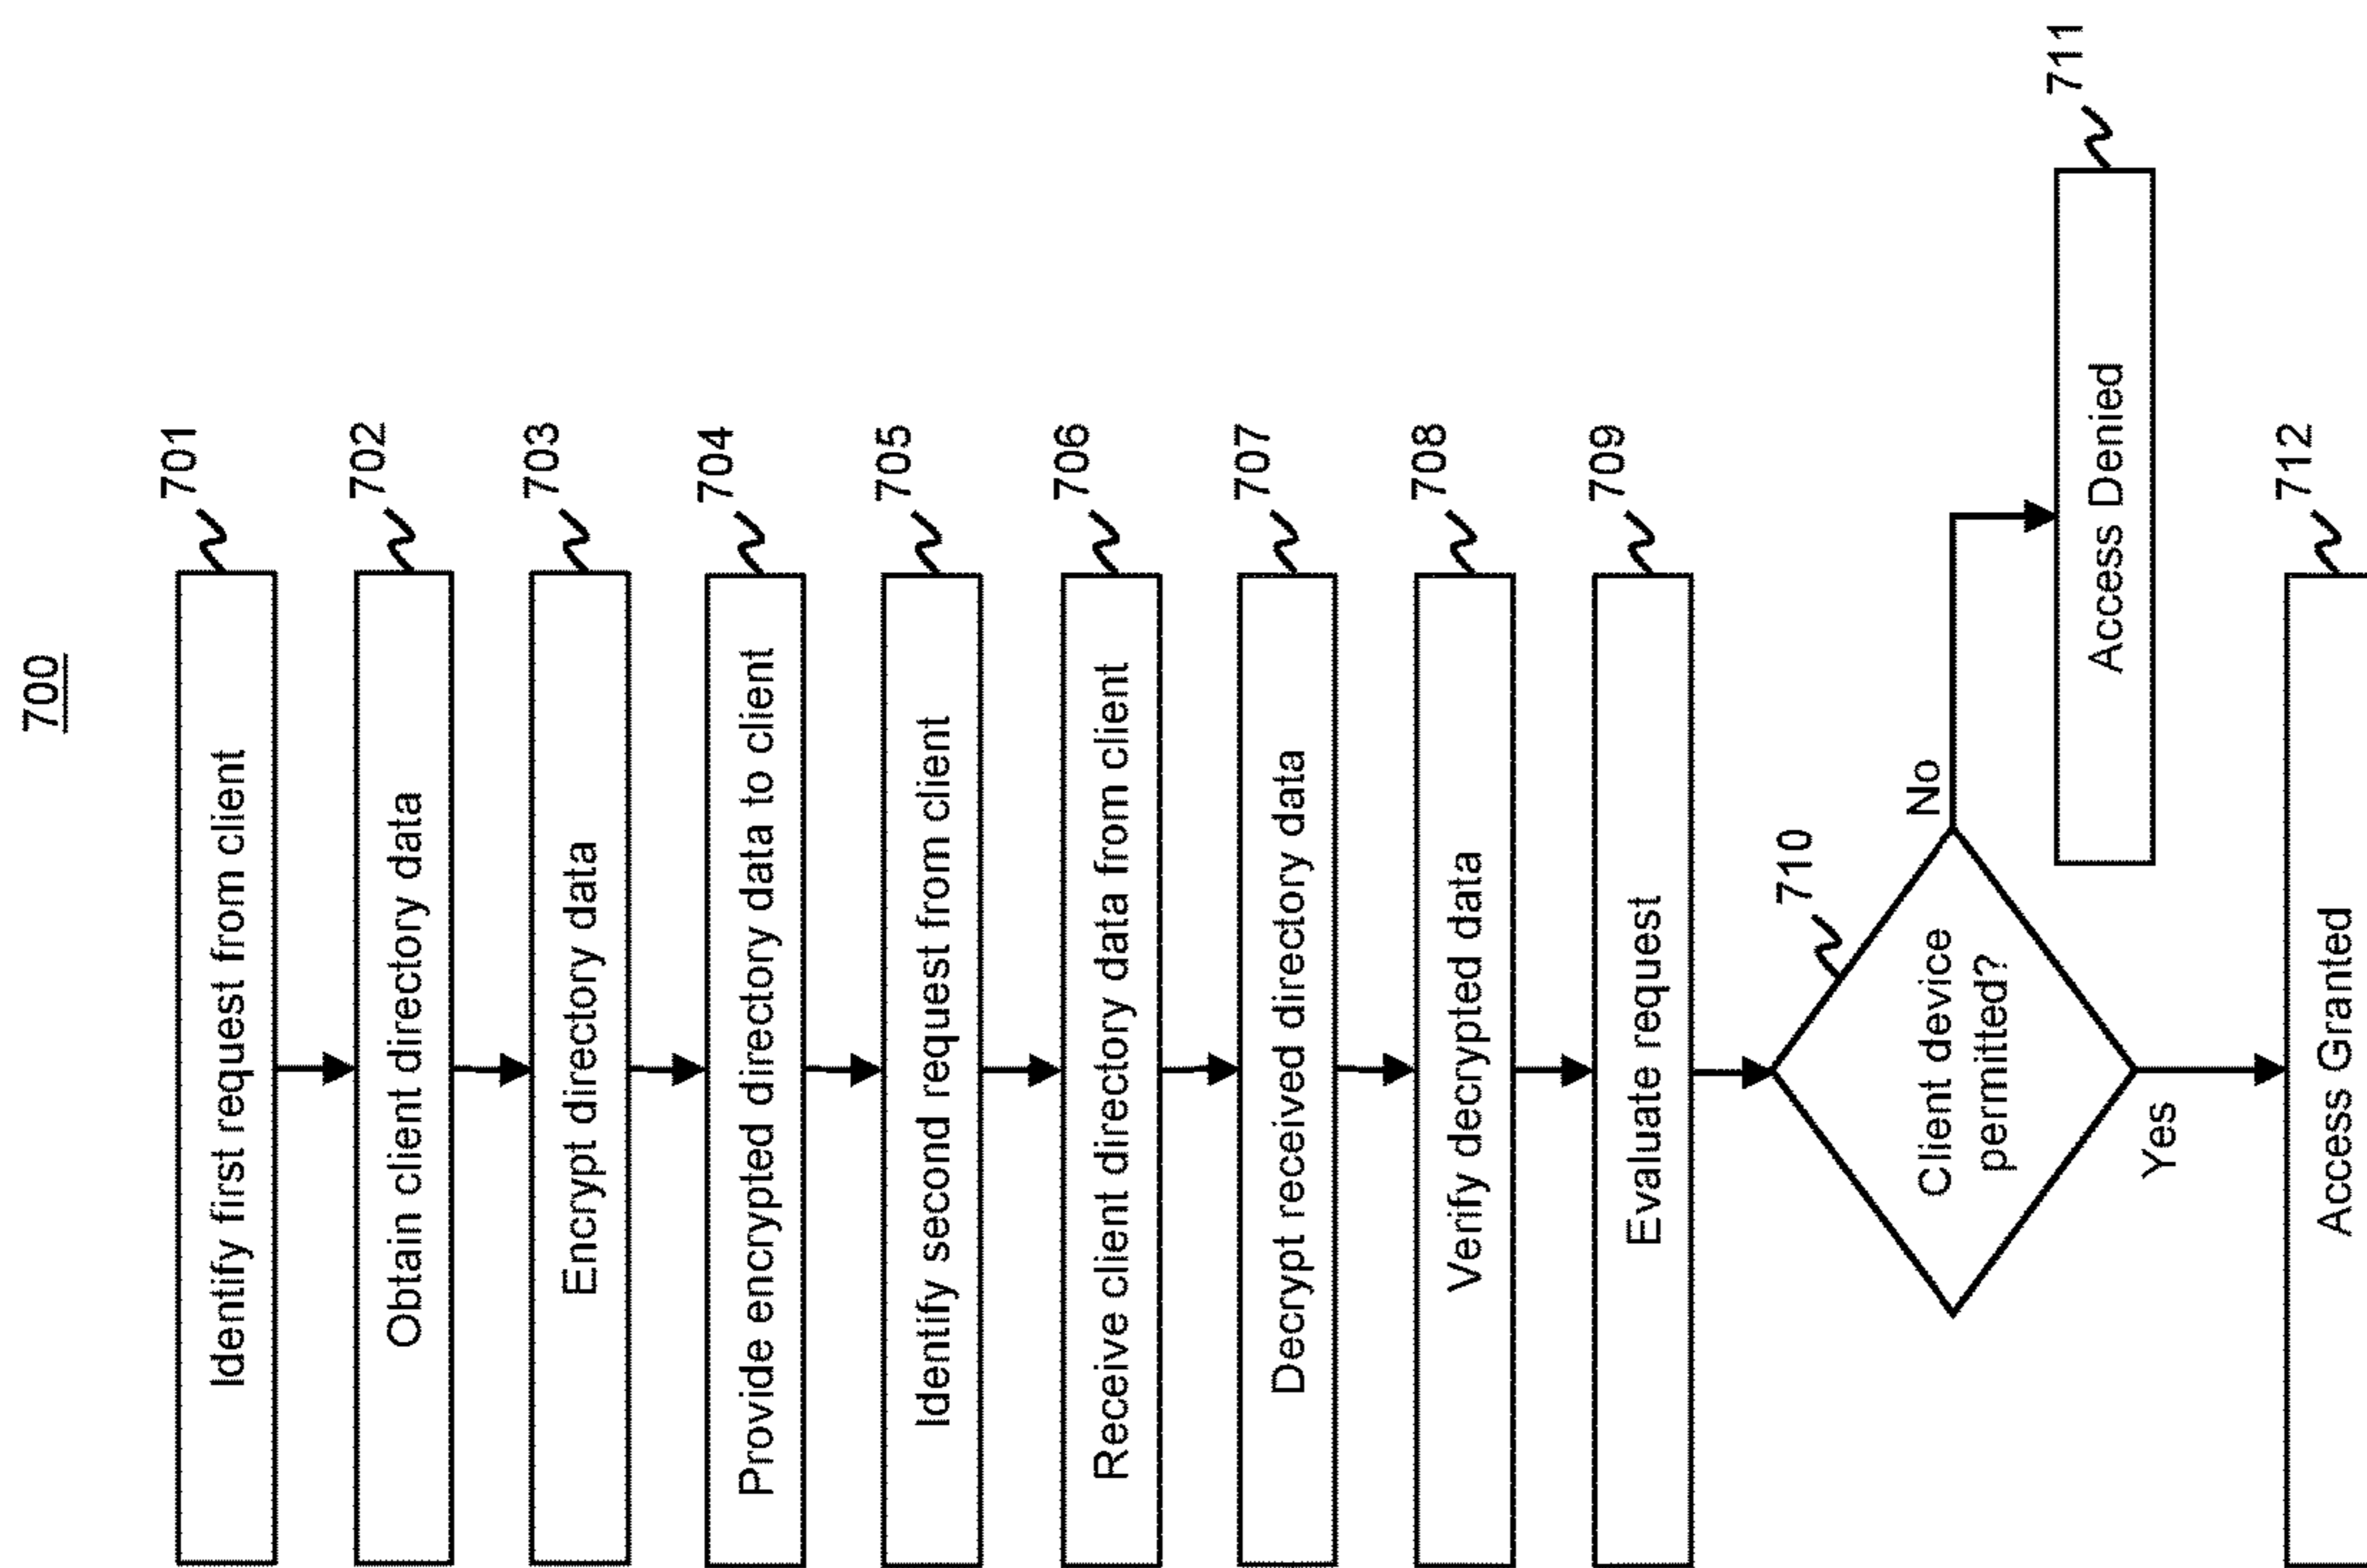 700
Identify first request from client
701
Obtain client directory data
702
Encrypt directory data
703
Provide encrypted directory data to client
704
Identify second request from client
705
Receive client directory data from client
706
Decrypt received directory data
707
Verify decrypted data
708
Evaluate request
709
710
Client device
permitted?
No
Yes
711
Access Denied
712
Access Granted